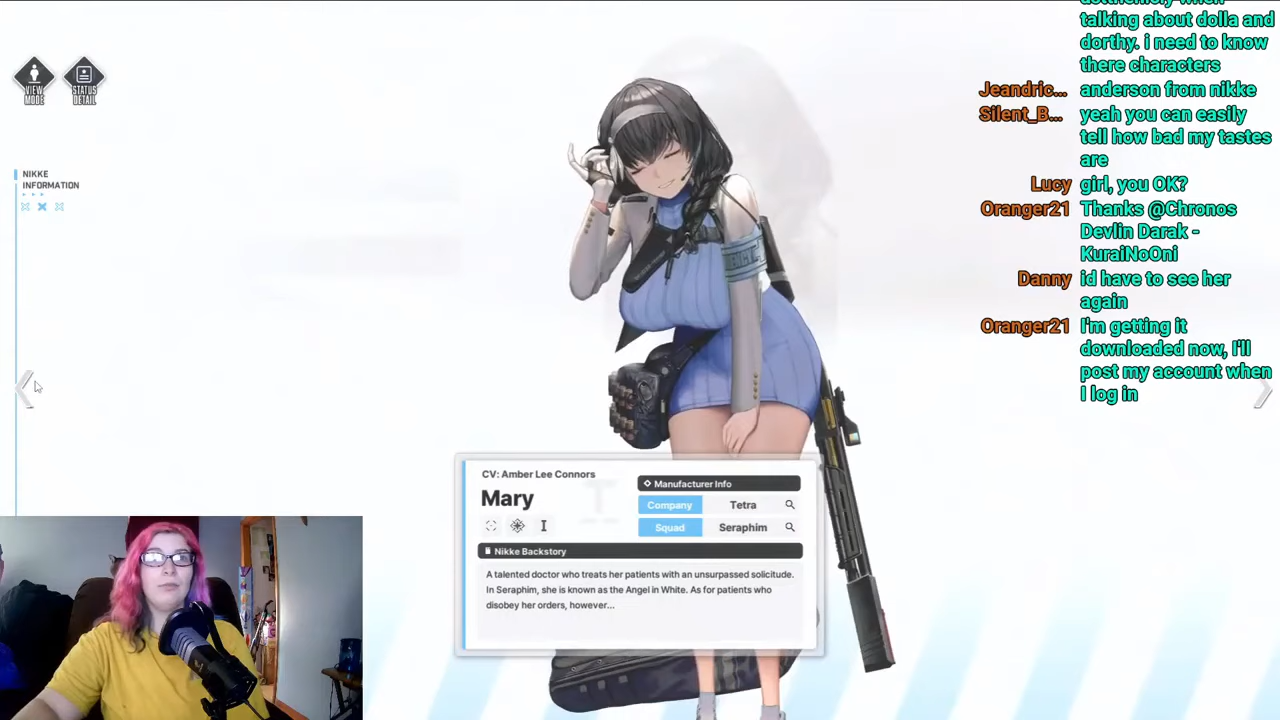 VIEW
MODE
STATUS
DETAIL
NIKKE
INFORMATION
CV: Amber Lee Connors
Mary
Manufacturer Info
Company Tetra
Squad Seraphim
Nikke Backstory
A talented doctor who treats her patients with an unsurpassed solicitude.
In Seraphim, she is known as the Angel in White. As for patients who
disobey her orders, however...
talking about dolla and
dorthy. i need to know
there characters
Jeandric... anderson from nikke
Silent_B... yeah you can easily
tell how bad my tastes
are
Lucy girl, you OK?
Oranger21 Thanks @Chronos
Devlin Darak -
KuraiNoOni
Danny id have to see her
again
Oranger21 I'm getting it
downloaded now, I'll
post my account when
I log in